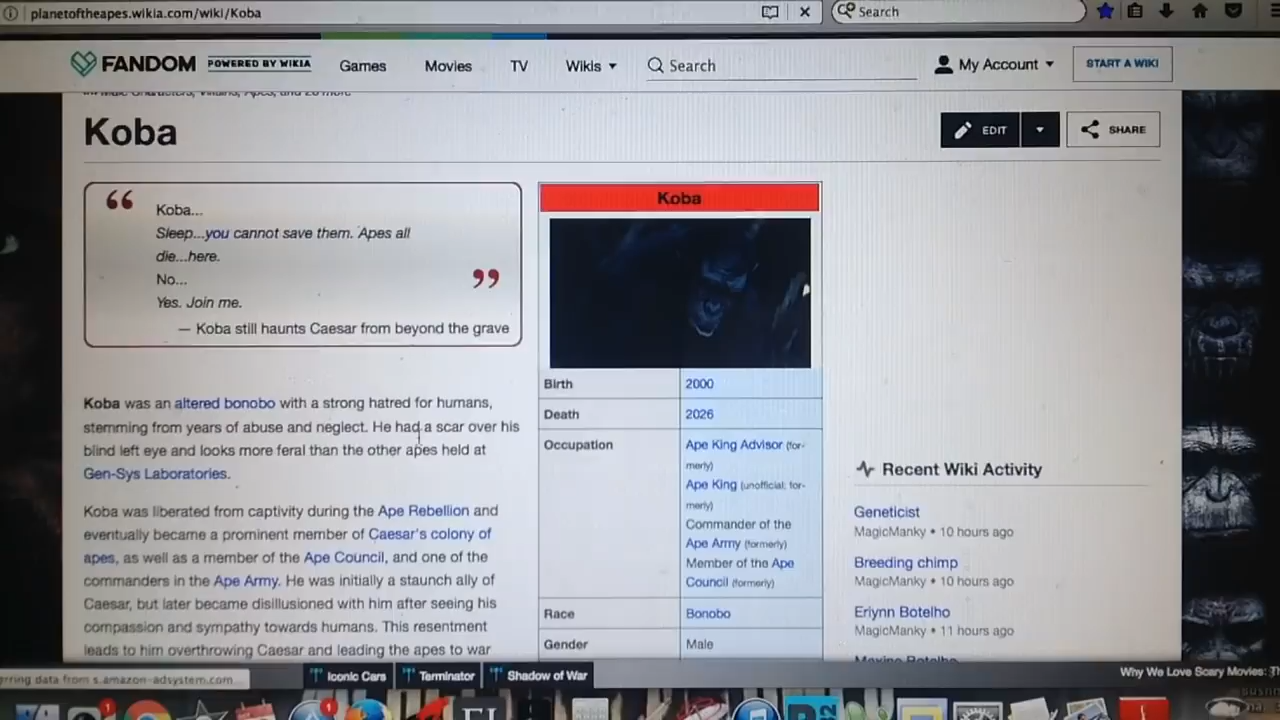 planetoftheapes.wikia.com/wiki/Koba
Search
FANDOM POWERED BY WIKIA Games Movies TV Wikis Search My Account START A WIKI
Koba
EDIT
SHARE
Koba...
Sleep...you cannot save them. Apes all
die...here.
No...
Yes. Join me.
— Koba still haunts Caesar from beyond the grave
Koba was an altered bonobo with a strong hatred for humans,
stemming from years of abuse and neglect. He had a scar over his
blind left eye and looks more feral than the other apes held at
Gen-Sys Laboratories.
Koba was liberated from captivity during the Ape Rebellion and
eventually became a prominent member of Caesar's colony of
apes, as well as a member of the Ape Council, and one of the
commanders in the Ape Army. He was initially a staunch ally of
Caesar, but later became disillusioned with him after seeing his
compassion and sympathy towards humans. This resentment
leads to him overthrowing Caesar and leading the apes to war
Koba
Birth 2000
Death 2026
Occupation Ape King Advisor (for-
merly)
Ape King (unofficial; for-
merly)
Commander of the
Ape Army (formerly)
Member of the Ape
Council (formerly)
Race Bonobo
Gender Male
Recent Wiki Activity
Geneticist
MagicManky • 10 hours ago
Breeding chimp
MagicManky • 10 hours ago
Erlynn Botelho
MagicManky • 11 hours ago
data from s.amazon-adsystem.com...
Iconic Cars Terminator Shadow of War
Why We Love Scary Movies: